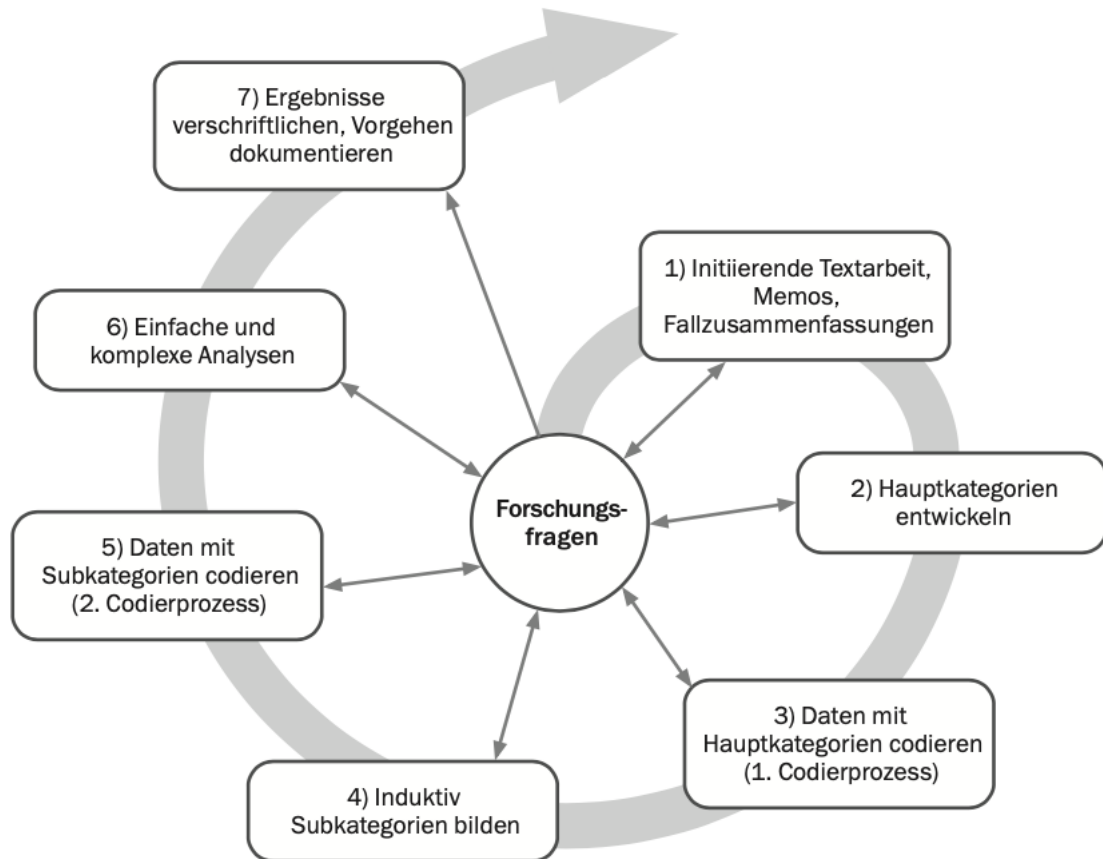 7) Ergebnisse
verschriftlichen, Vorgehen
dokumentieren
1) Initiierende Textarbeit,
Memos,
Fallzusammenfassungen
6) Einfache und
komplexe Analysen
2) Hauptkategorien
entwickeln
Forschungs-
fragen
5) Daten mit
Subkategorien codieren
(2. Codierprozess)
3) Daten mit
Hauptkategorien codieren
(1. Codierprozess)
4) Induktiv
Subkategorien bilden